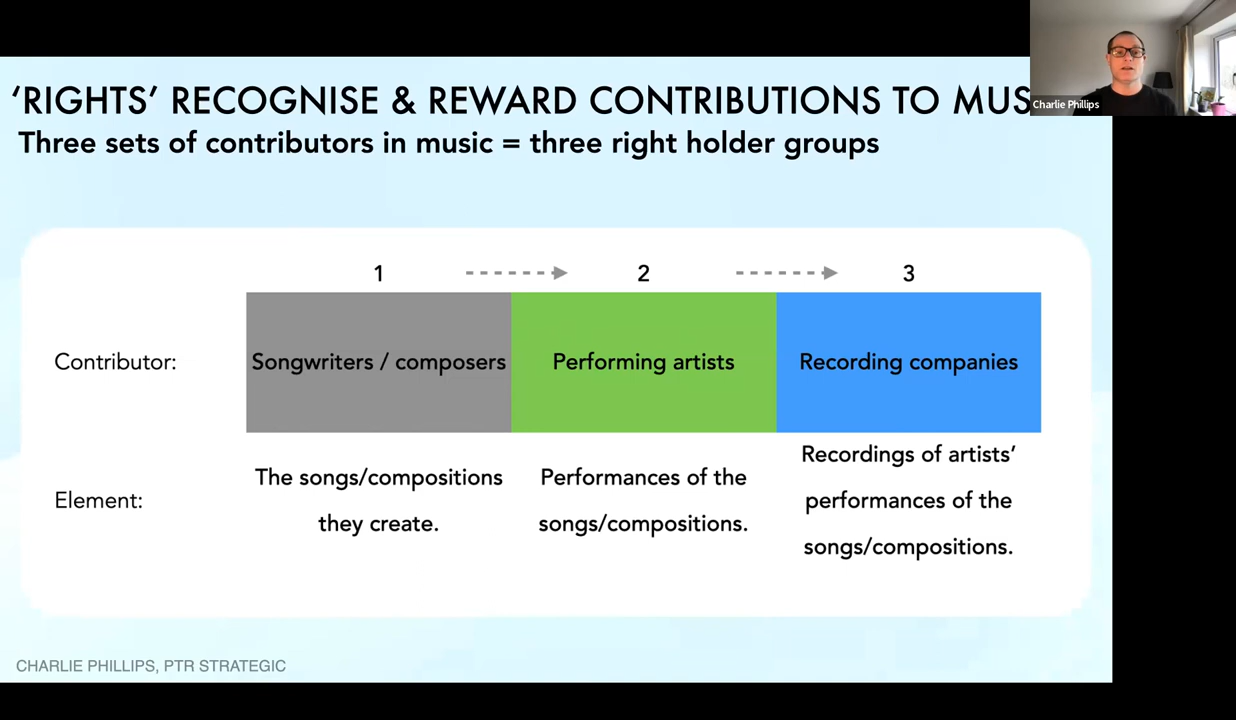 'RIGHTS' RECOGNISE & REWARD CONTRIBUTIONS TO MUS
Charlie Phillips
Three sets of contributors in music = three right holder groups
1 2 3
Contributor: Songwriters / composers Performing artists Recording companies
Element:
The songs/compositions
they create.
Performances of the
songs/compositions.
Recordings of artists'
performances of the
songs/compositions.
CHARLIE PHILLIPS, PTR STRATEGIC